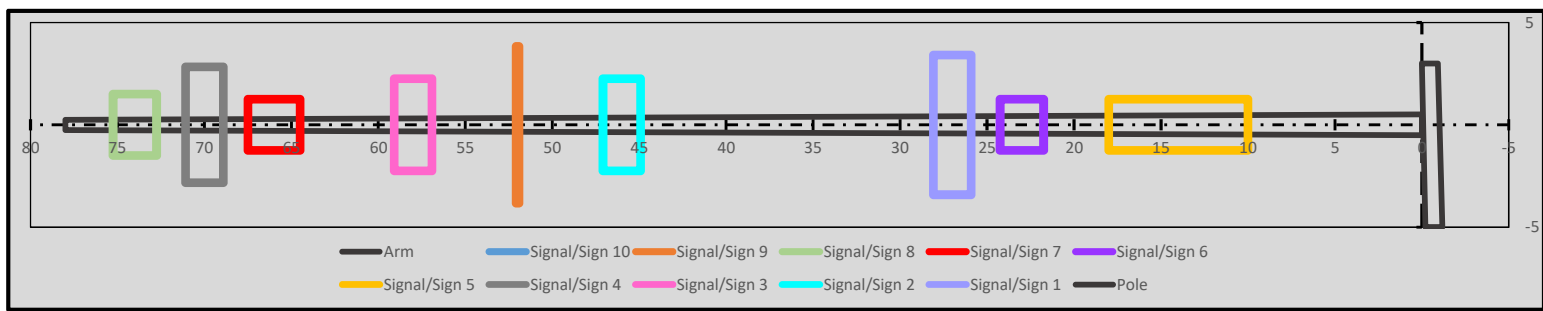 5
80 75 70 65 60 55 50 45 40 35 30 25 20 15 10 5 0 -5
-5
Arm Signal/Sign 10 Signal/Sign 9 Signal/Sign 8 Signal/Sign 7 Signal/Sign 6
Signal/Sign 5 Signal/Sign 4 Signal/Sign 3 Signal/Sign 2 Signal/Sign 1 Pole